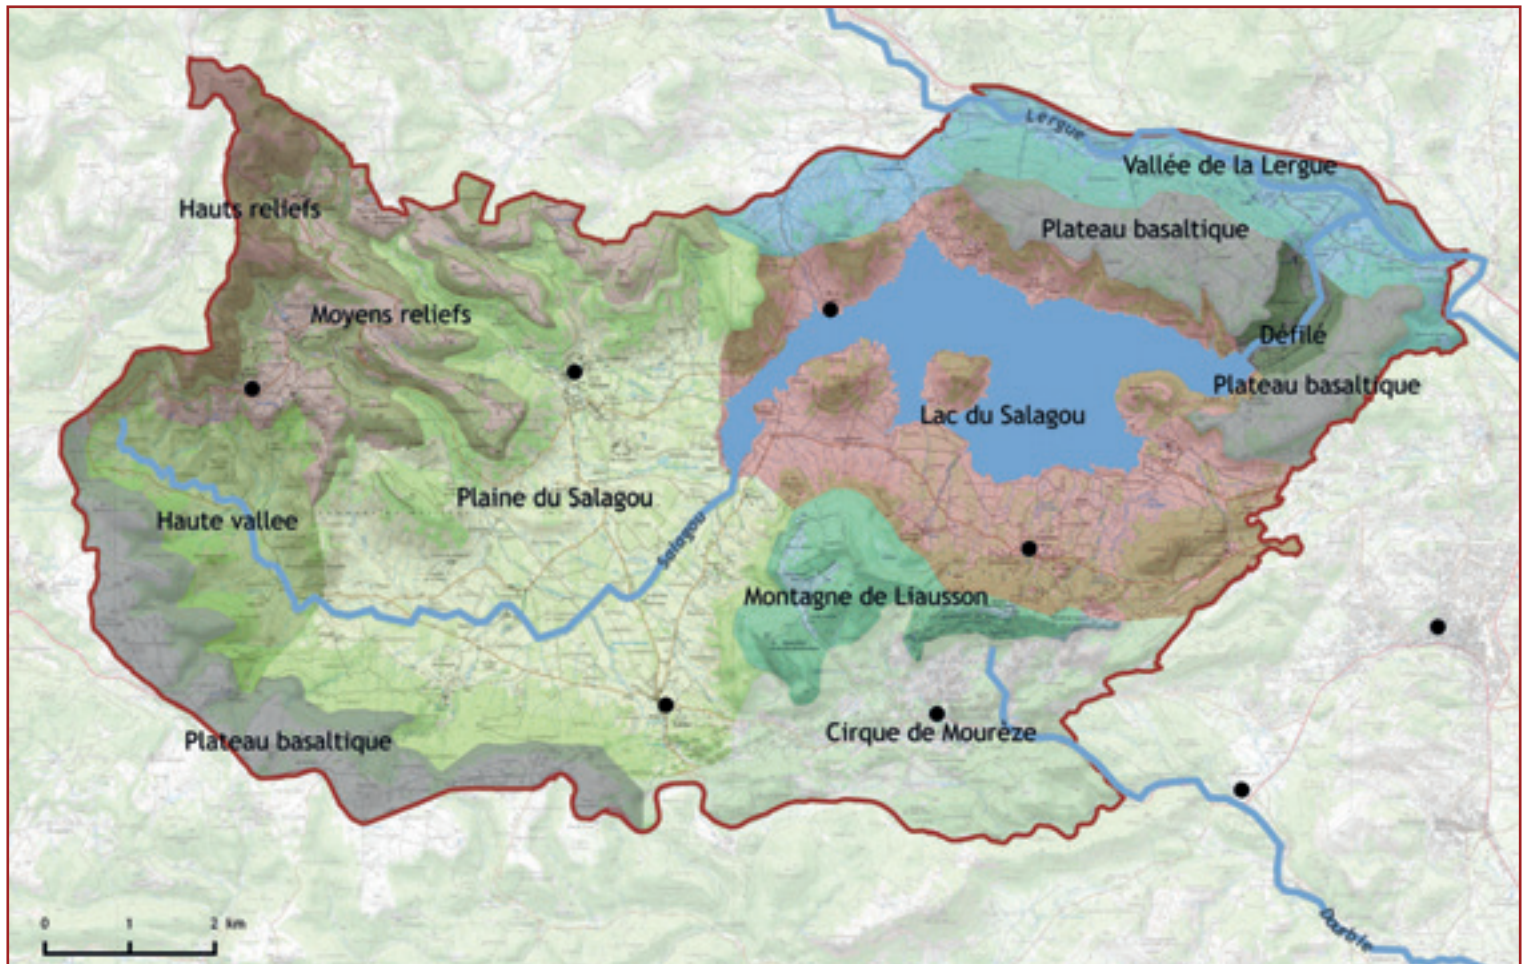 Lergue
Vallée de la Lergue
Hauts reliefs
Plateau basaltique
Moyens reliefs
Défilé
Plateau basaltique
Lac du Salagou
Plaine du Salagou
Haute vallee
Salagou
Montagne de Liausson
Cirque de Mourèze
Plateau basaltique
Dourbie
0 1 2 km